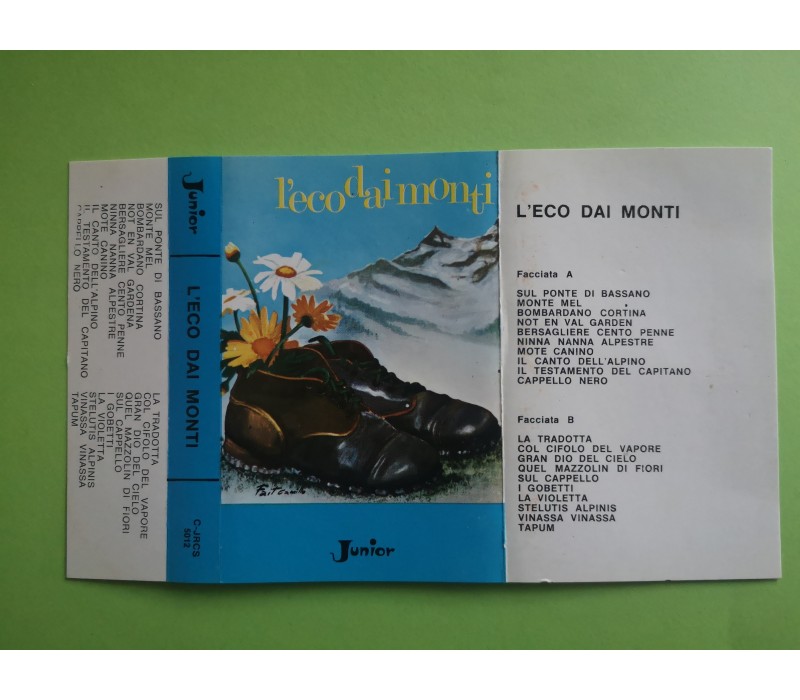 SUL PONTE DI BASSANO
MONTE MEL
BOMBARDANO CORTINA
NOT EN VAL GARDENA
BERSAGLIERE CENTO PENNE
NINNA NANNA ALPESTRE
MOTE CANINO
IL CANTO DELL'ALPINO
IL TESTAMENTO DEL CAPITANO
CAPPELLO NERO
LA TRADOTTA
COL CIFOLO DEL VAPORE
GRAN DIO DEL CIELO
QUEL MAZZOLIN DI FIORI
SUL CAPPELLO
I GOBETTI
LA VIOLETTA
STELUTIS ALPINIS
VINASSA VINASSA
TAPUM
Junior
L'ECO DAI MONTI
C-JRCS
5012
l'eco dai monti
Junior
L'ECO DAI MONTI
Facciata A
SUL PONTE DI BASSANO
MONTE MEL
BOMBARDANO CORTINA
NOT EN VAL GARDEN
BERSAGLIERE CENTO PENNE
NINNA NANNA ALPESTRE
MOTE CANINO
IL CANTO DELL'ALPINO
IL TESTAMENTO DEL CAPITANO
CAPPELLO NERO
Facciata B
LA TRADOTTA
COL CIFOLO DEL VAPORE
GRAN DIO DEL CIELO
QUEL MAZZOLIN DI FIORI
SUL CAPPELLO
I GOBETTI
LA VIOLETTA
STELUTIS ALPINIS
VINASSA VINASSA
TAPUM